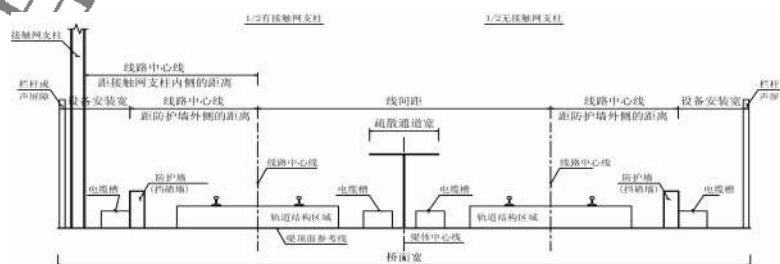 1/2有接触网支柱
1/2无接触网支柱
接触网支柱
线路中心线
距接触网支柱内侧的距离
栏杆或
声屏障
设备安装宽
线路中心线
距防护墙外侧的距离
线间距
线路中心线
距防护墙外侧的距离
设备安装宽
栏杆
声屏
疏散通道宽
线路中心线
线路中心线
防护墙
(挡砟墙)
防护墙
(挡砟墙)
电缆槽
电缆槽
电缆槽
电缆槽
轨道结构区域
轨道结构区域
梁顶面参考线
梁体中心线
桥面宽